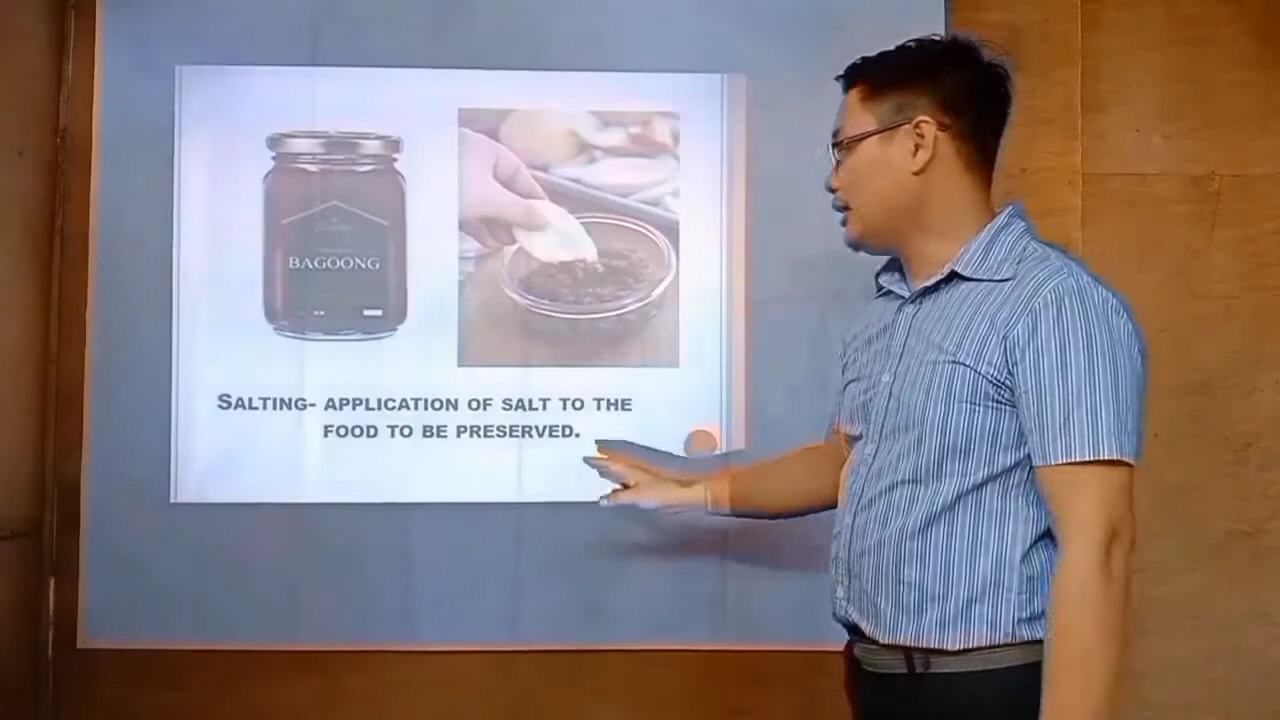 BAGOONG
SALTING- APPLICATION OF SALT TO THE
FOOD TO BE PRESERVED.